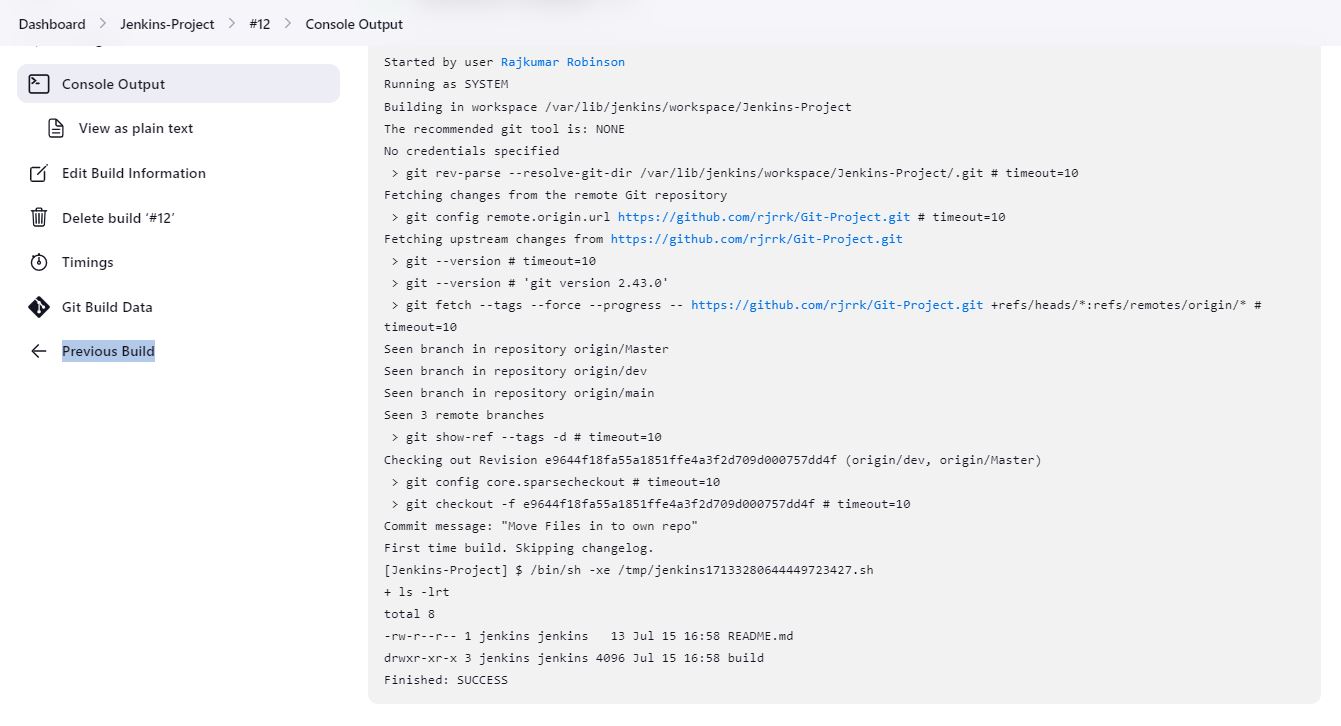 Dashboard > Jenkins-Project > #12 > Console Output
Console Output
View as plain text
Edit Build Information
Delete build ‘#12’
Timings
Git Build Data
Previous Build
Started by user Rajkumar Robinson
Running as SYSTEM
Building in workspace /var/lib/jenkins/workspace/Jenkins-Project
The recommended git tool is: NONE
No credentials specified
 > git rev-parse --resolve-git-dir /var/lib/jenkins/workspace/Jenkins-Project/.git # timeout=10
Fetching changes from the remote Git repository
 > git config remote.origin.url https://github.com/rjrrk/Git-Project.git # timeout=10
Fetching upstream changes from https://github.com/rjrrk/Git-Project.git
 > git --version # timeout=10
 > git --version # 'git version 2.43.0'
 > git fetch --tags --force --progress -- https://github.com/rjrrk/Git-Project.git +refs/heads/*:refs/remotes/origin/* #
timeout=10
Seen branch in repository origin/Master
Seen branch in repository origin/dev
Seen branch in repository origin/main
Seen 3 remote branches
 > git show-ref --tags -d # timeout=10
Checking out Revision e9644f18fa55a1851ffe4a3f2d709d000757dd4f (origin/dev, origin/Master)
 > git config core.sparsecheckout # timeout=10
 > git checkout -f e9644f18fa55a1851ffe4a3f2d709d000757dd4f # timeout=10
Commit message: "Move Files in to own repo"
First time build. Skipping changelog.
[Jenkins-Project] $ /bin/sh -xe /tmp/jenkins17133280644449723427.sh
+ ls -lrt
total 8
-rw-r--r-- 1 jenkins jenkins   13 Jul 15 16:58 README.md
drwxr-xr-x 3 jenkins jenkins 4096 Jul 15 16:58 build
Finished: SUCCESS